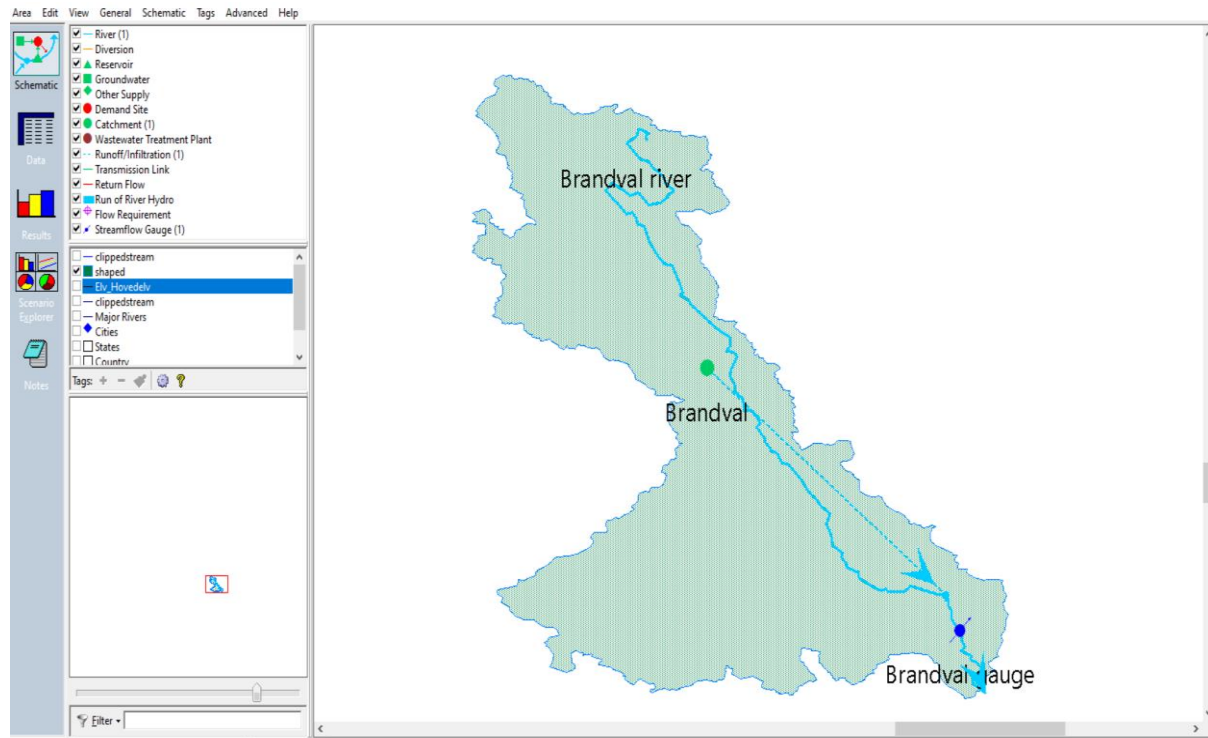 Area Edit View General Schematic Tags Advanced Help
Schematic
Data
Results
Scenario
Explorer
Notes
River (1)
Diversion
Reservoir
Groundwater
Other Supply
Demand Site
Catchment (1)
Wastewater Treatment Plant
Runoff/Infiltration (1)
Transmission Link
Return Flow
Run of River Hydro
Flow Requirement
Streamflow Gauge (1)
clippedstream
shaped
Elv_Hovedelv
clippedstream
Major Rivers
Cities
States
Country
Tags:
Filter
Brandval river
Brandval
Brandval gauge